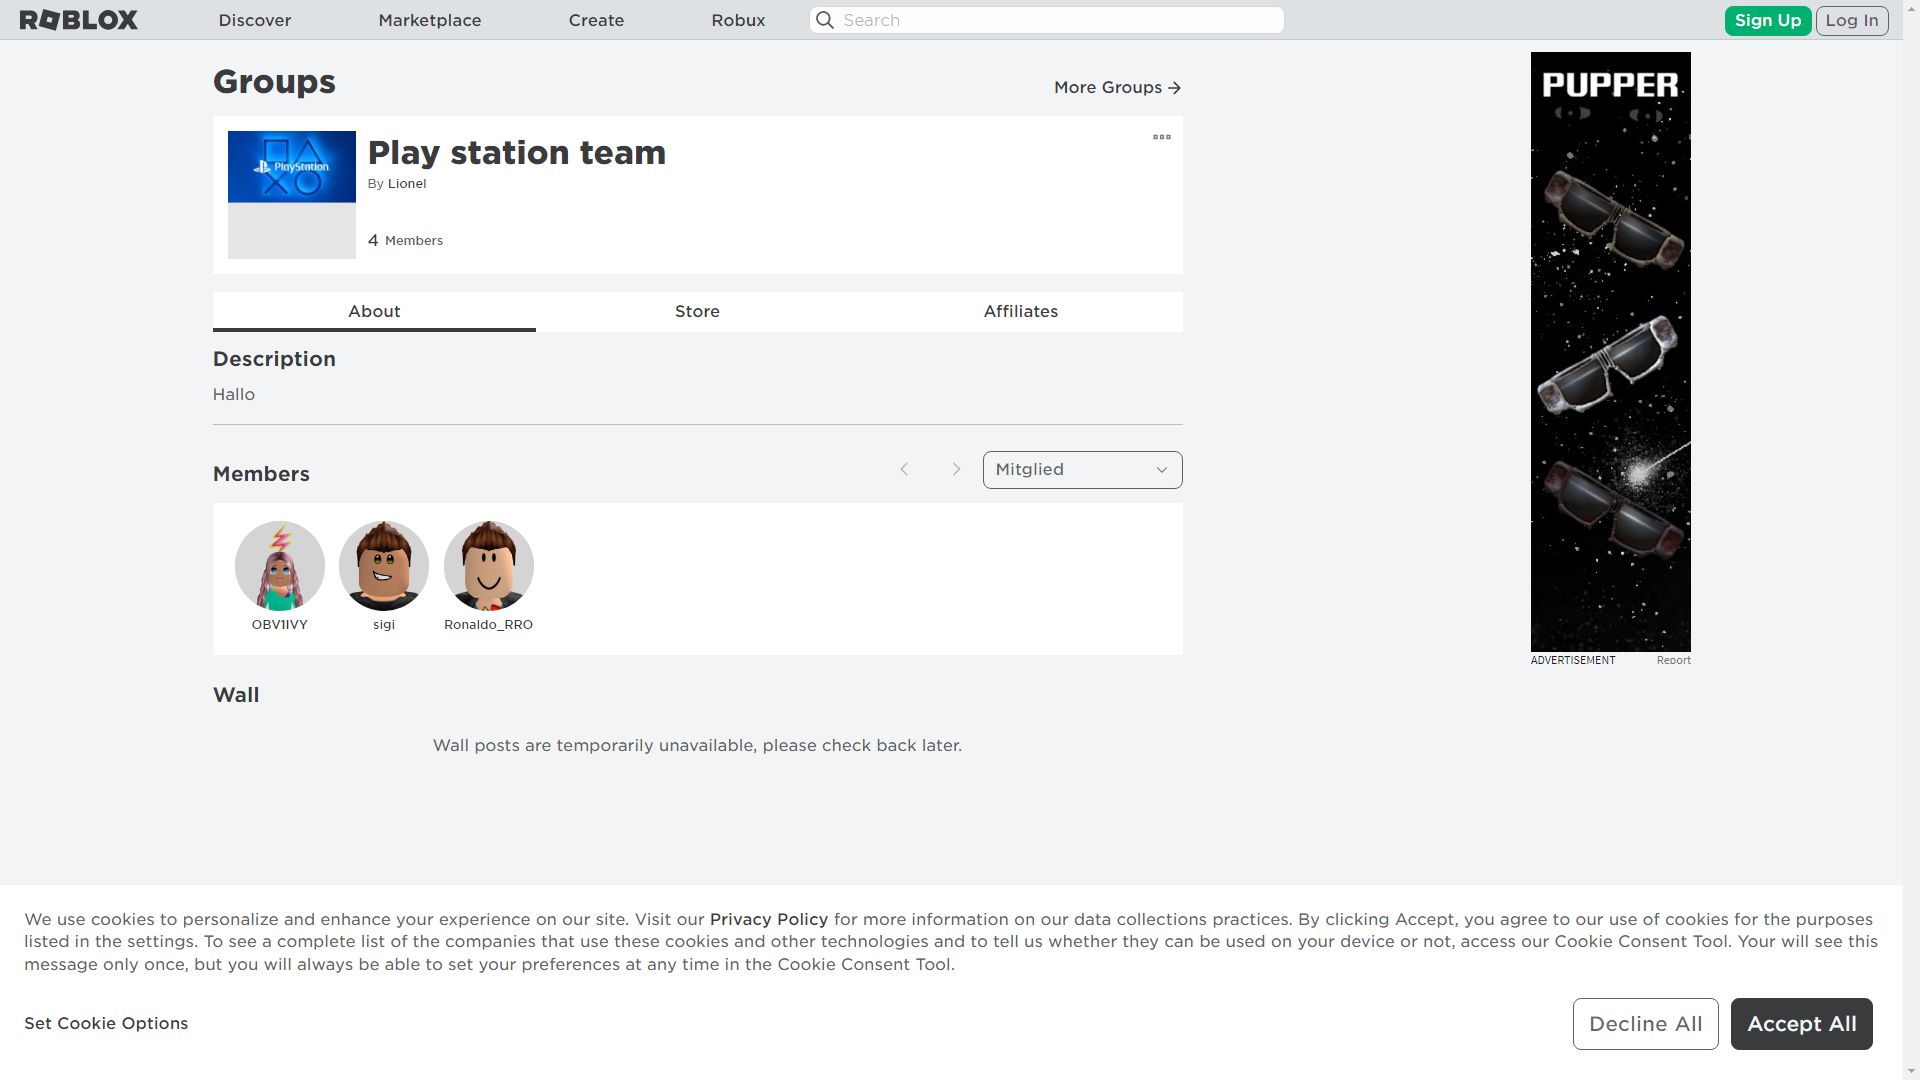 ROBLOX
Discover
Marketplace
Create
Robux
Search
Sign Up
Log In
Groups
More Groups
PlayStation
Play station team
By Lionel
4 Members
About
Store
Affiliates
Description
Hallo
Members
Mitglied
OBV1IVY
sigi
Ronaldo_RRO
Wall
Wall posts are temporarily unavailable, please check back later.
PUPPER
ADVERTISEMENT
Report
We use cookies to personalize and enhance your experience on our site. Visit our Privacy Policy for more information on our data collections practices. By clicking Accept, you agree to our use of cookies for the purposes
listed in the settings. To see a complete list of the companies that use these cookies and other technologies and to tell us whether they can be used on your device or not, access our Cookie Consent Tool. Your will see this
message only once, but you will always be able to set your preferences at any time in the Cookie Consent Tool.
Set Cookie Options
Decline All
Accept All